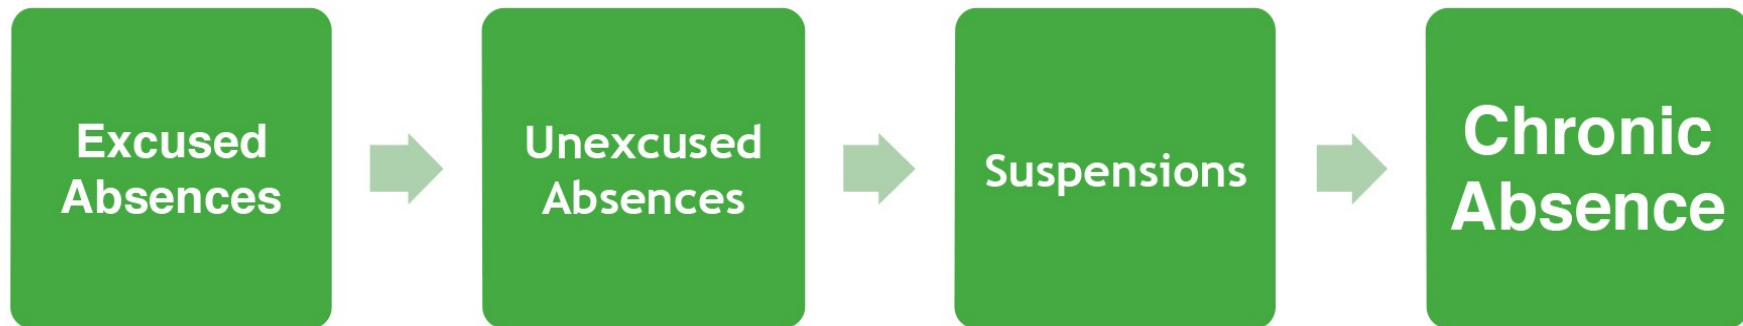 Excused
Absences
Unexcused
Absences
Suspensions
Chronic
Absence